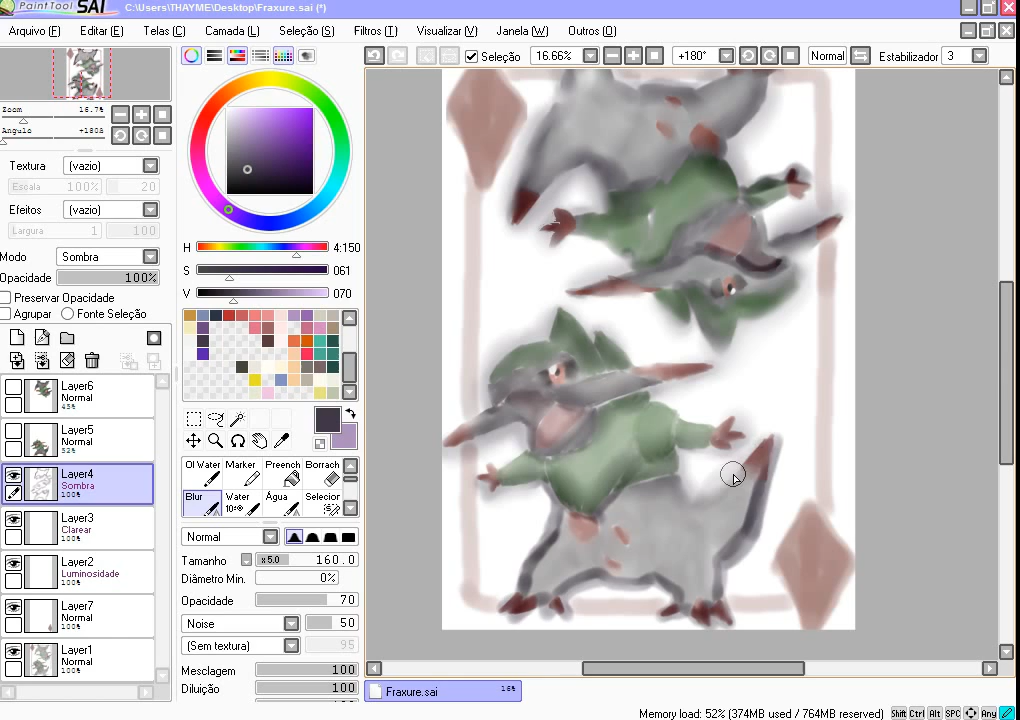 PaintTool SAI C:\Users\THAYME\Desktop\Fraxure.sai (*)
Arquivo (F) Editar (E) Telas (C) Camada (L) Seleção (S) Filtros (T) Visualizar (V) Janela (W) Outros (O)
Seleção 16.66% +180° Normal Estabilizador 3
Zoom 16.7%
Angulo +180θ
Textura (vazio)
Escala 100% 20
Efeitos (vazio)
Largura 1 100
Modo Sombra
Opacidade 100%
Preservar Opacidade
Agrupar Fonte Seleção
Layer6
Normal
45%
Layer5
Normal
52%
Layer4
Sombra
100%
Layer3
Clarear
100%
Layer2
Luminosidade
100%
Layer7
Normal
100%
Layer1
Normal
100%
H 4:150
S 061
V 070
Ol Water Marker Preench Borrach
Blur Water Água Selecior
Normal
Tamanho x 5.0 160.0
Diâmetro Min. 0%
Opacidade 70
Noise 50
(Sem textura) 95
Mesclagem 100
Diluição 100
Fraxure.sai 16%
Memory load: 52% (374MB used / 764MB reserved) Shift Ctrl Alt SPC Any